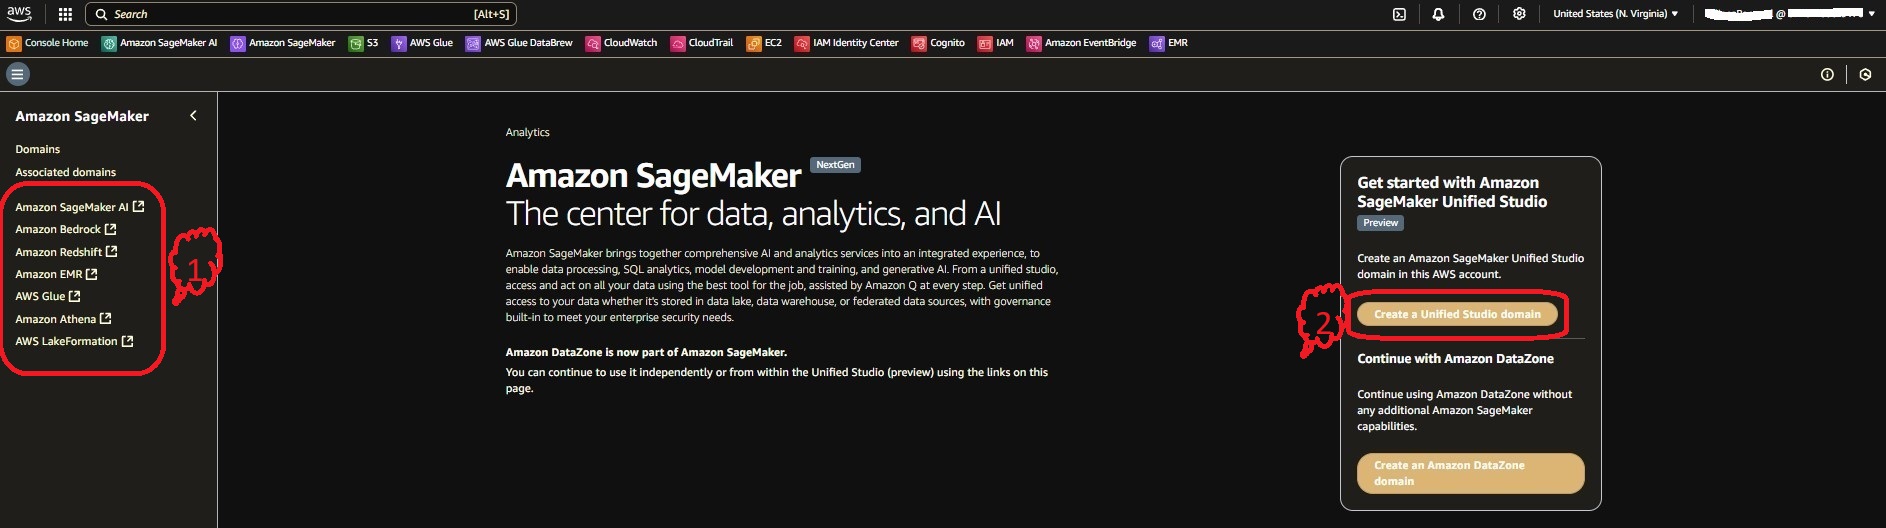 aws
Search
[Alt+S]
United States (N. Virginia)
@
Console Home
Amazon SageMaker AI
Amazon SageMaker
S3
AWS Glue
AWS Glue DataBrew
CloudWatch
CloudTrail
EC2
IAM Identity Center
Cognito
IAM
Amazon EventBridge
EMR
Amazon SageMaker
Domains
Associated domains
Amazon SageMaker AI
Amazon Bedrock
Amazon Redshift
Amazon EMR
AWS Glue
Amazon Athena
AWS LakeFormation
1
Analytics
Amazon SageMaker NextGen
The center for data, analytics, and AI
Amazon SageMaker brings together comprehensive AI and analytics services into an integrated experience, to
enable data processing, SQL analytics, model development and training, and generative AI. From a unified studio,
access and act on all your data using the best tool for the job, assisted by Amazon Q at every step. Get unified
access to your data whether it's stored in data lake, data warehouse, or federated data sources, with governance
built-in to meet your enterprise security needs.
Amazon DataZone is now part of Amazon SageMaker.
You can continue to use it independently or from within the Unified Studio (preview) using the links on this
page.
Get started with Amazon
SageMaker Unified Studio
Preview
Create an Amazon SageMaker Unified Studio
domain in this AWS account.
2
Create a Unified Studio domain
Continue with Amazon DataZone
Continue using Amazon DataZone without
any additional Amazon SageMaker
capabilities.
Create an Amazon DataZone
domain